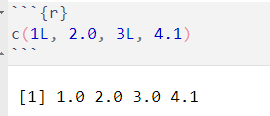 ```{r}
c(1L, 2.0, 3L, 4.1)
```
[1] 1.0 2.0 3.0 4.1